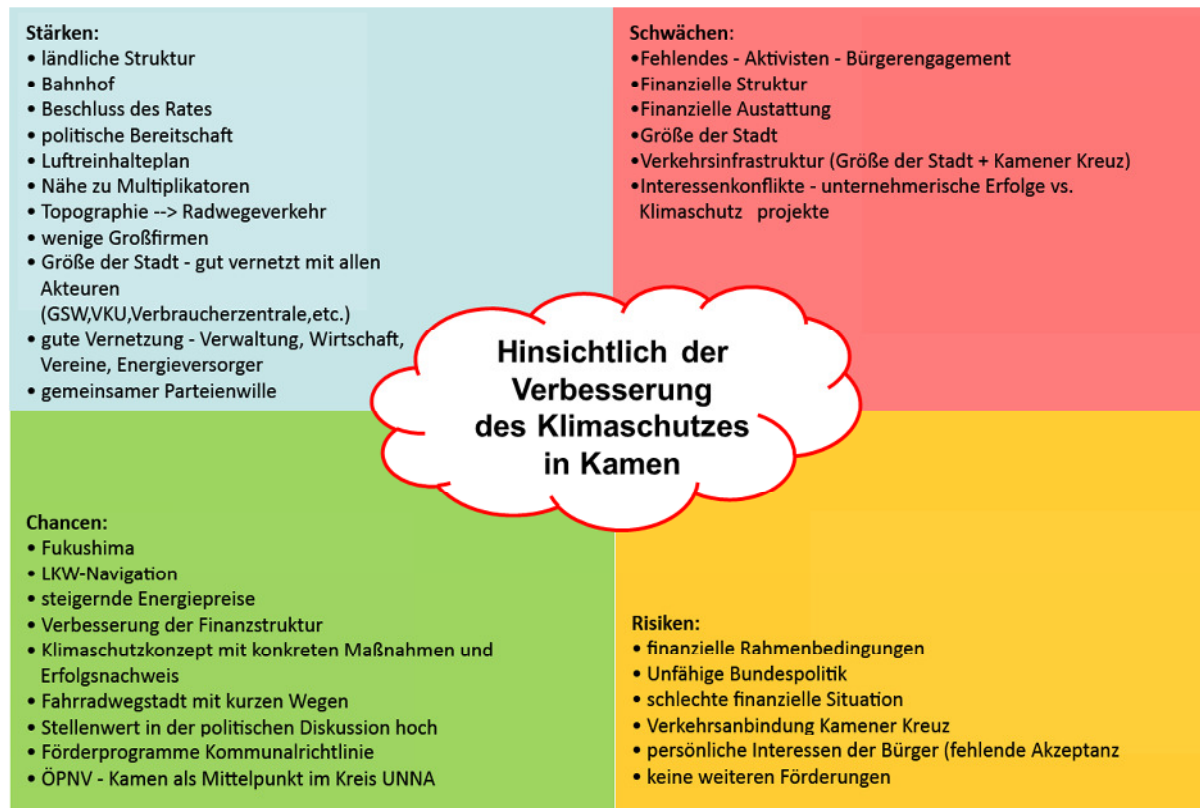 Stärken:
• ländliche Struktur
• Bahnhof
• Beschluss des Rates
• politische Bereitschaft
• Luftreinhalteplan
• Nähe zu Multiplikatoren
• Topographie --> Radwegeverkehr
• wenige Großfirmen
• Größe der Stadt - gut vernetzt mit allen
Akteuren
(GSW,VKU,Verbraucherzentrale,etc.)
• gute Vernetzung - Verwaltung, Wirtschaft,
Vereine, Energieversorger
• gemeinsamer Parteienwille
Schwächen:
•Fehlendes - Aktivisten - Bürgerengagement
•Finanzielle Struktur
•Finanzielle Austattung
•Größe der Stadt
•Verkehrsinfrastruktur (Größe der Stadt + Kamener Kreuz)
•Interessenkonflikte - unternehmerische Erfolge vs.
Klimaschutz projekte
Hinsichtlich der
Verbesserung
des Klimaschutzes
in Kamen
Chancen:
• Fukushima
• LKW-Navigation
• steigernde Energiepreise
• Verbesserung der Finanzstruktur
• Klimaschutzkonzept mit konkreten Maßnahmen und
Erfolgsnachweis
• Fahrradwegstadt mit kurzen Wegen
• Stellenwert in der politischen Diskussion hoch
• Förderprogramme Kommunalrichtlinie
• ÖPNV - Kamen als Mittelpunkt im Kreis UNNA
Risiken:
• finanzielle Rahmenbedingungen
• Unfähige Bundespolitik
• schlechte finanzielle Situation
• Verkehrsanbindung Kamener Kreuz
• persönliche Interessen der Bürger (fehlende Akzeptanz
• keine weiteren Förderungen